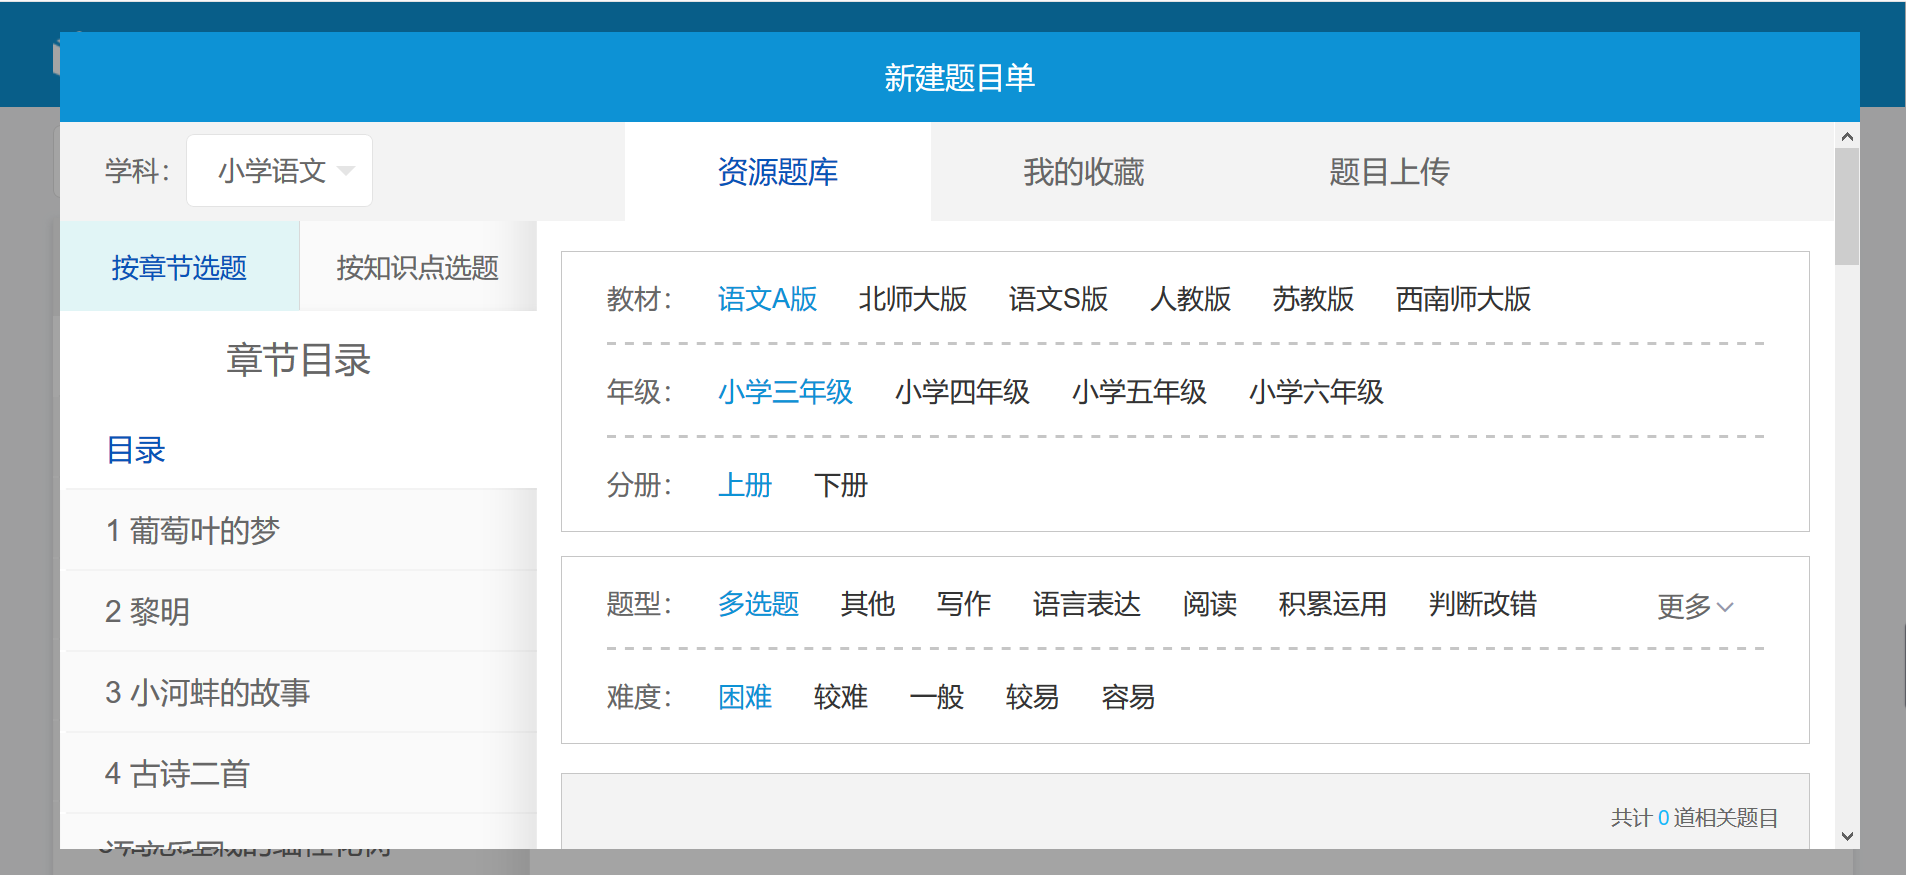 新建题目单
学科： 小学语文
资源题库 我的收藏 题目上传
按章节选题 按知识点选题
章节目录
目录
1 葡萄叶的梦
2 黎明
3 小河蚌的故事
4 古诗二首
教材： 语文A版 北师大版 语文S版 人教版 苏教版 西南师大版
年级： 小学三年级 小学四年级 小学五年级 小学六年级
分册： 上册 下册
题型： 多选题 其他 写作 语言表达 阅读 积累运用 判断改错 更多
难度： 困难 较难 一般 较易 容易
共计 0 道相关题目